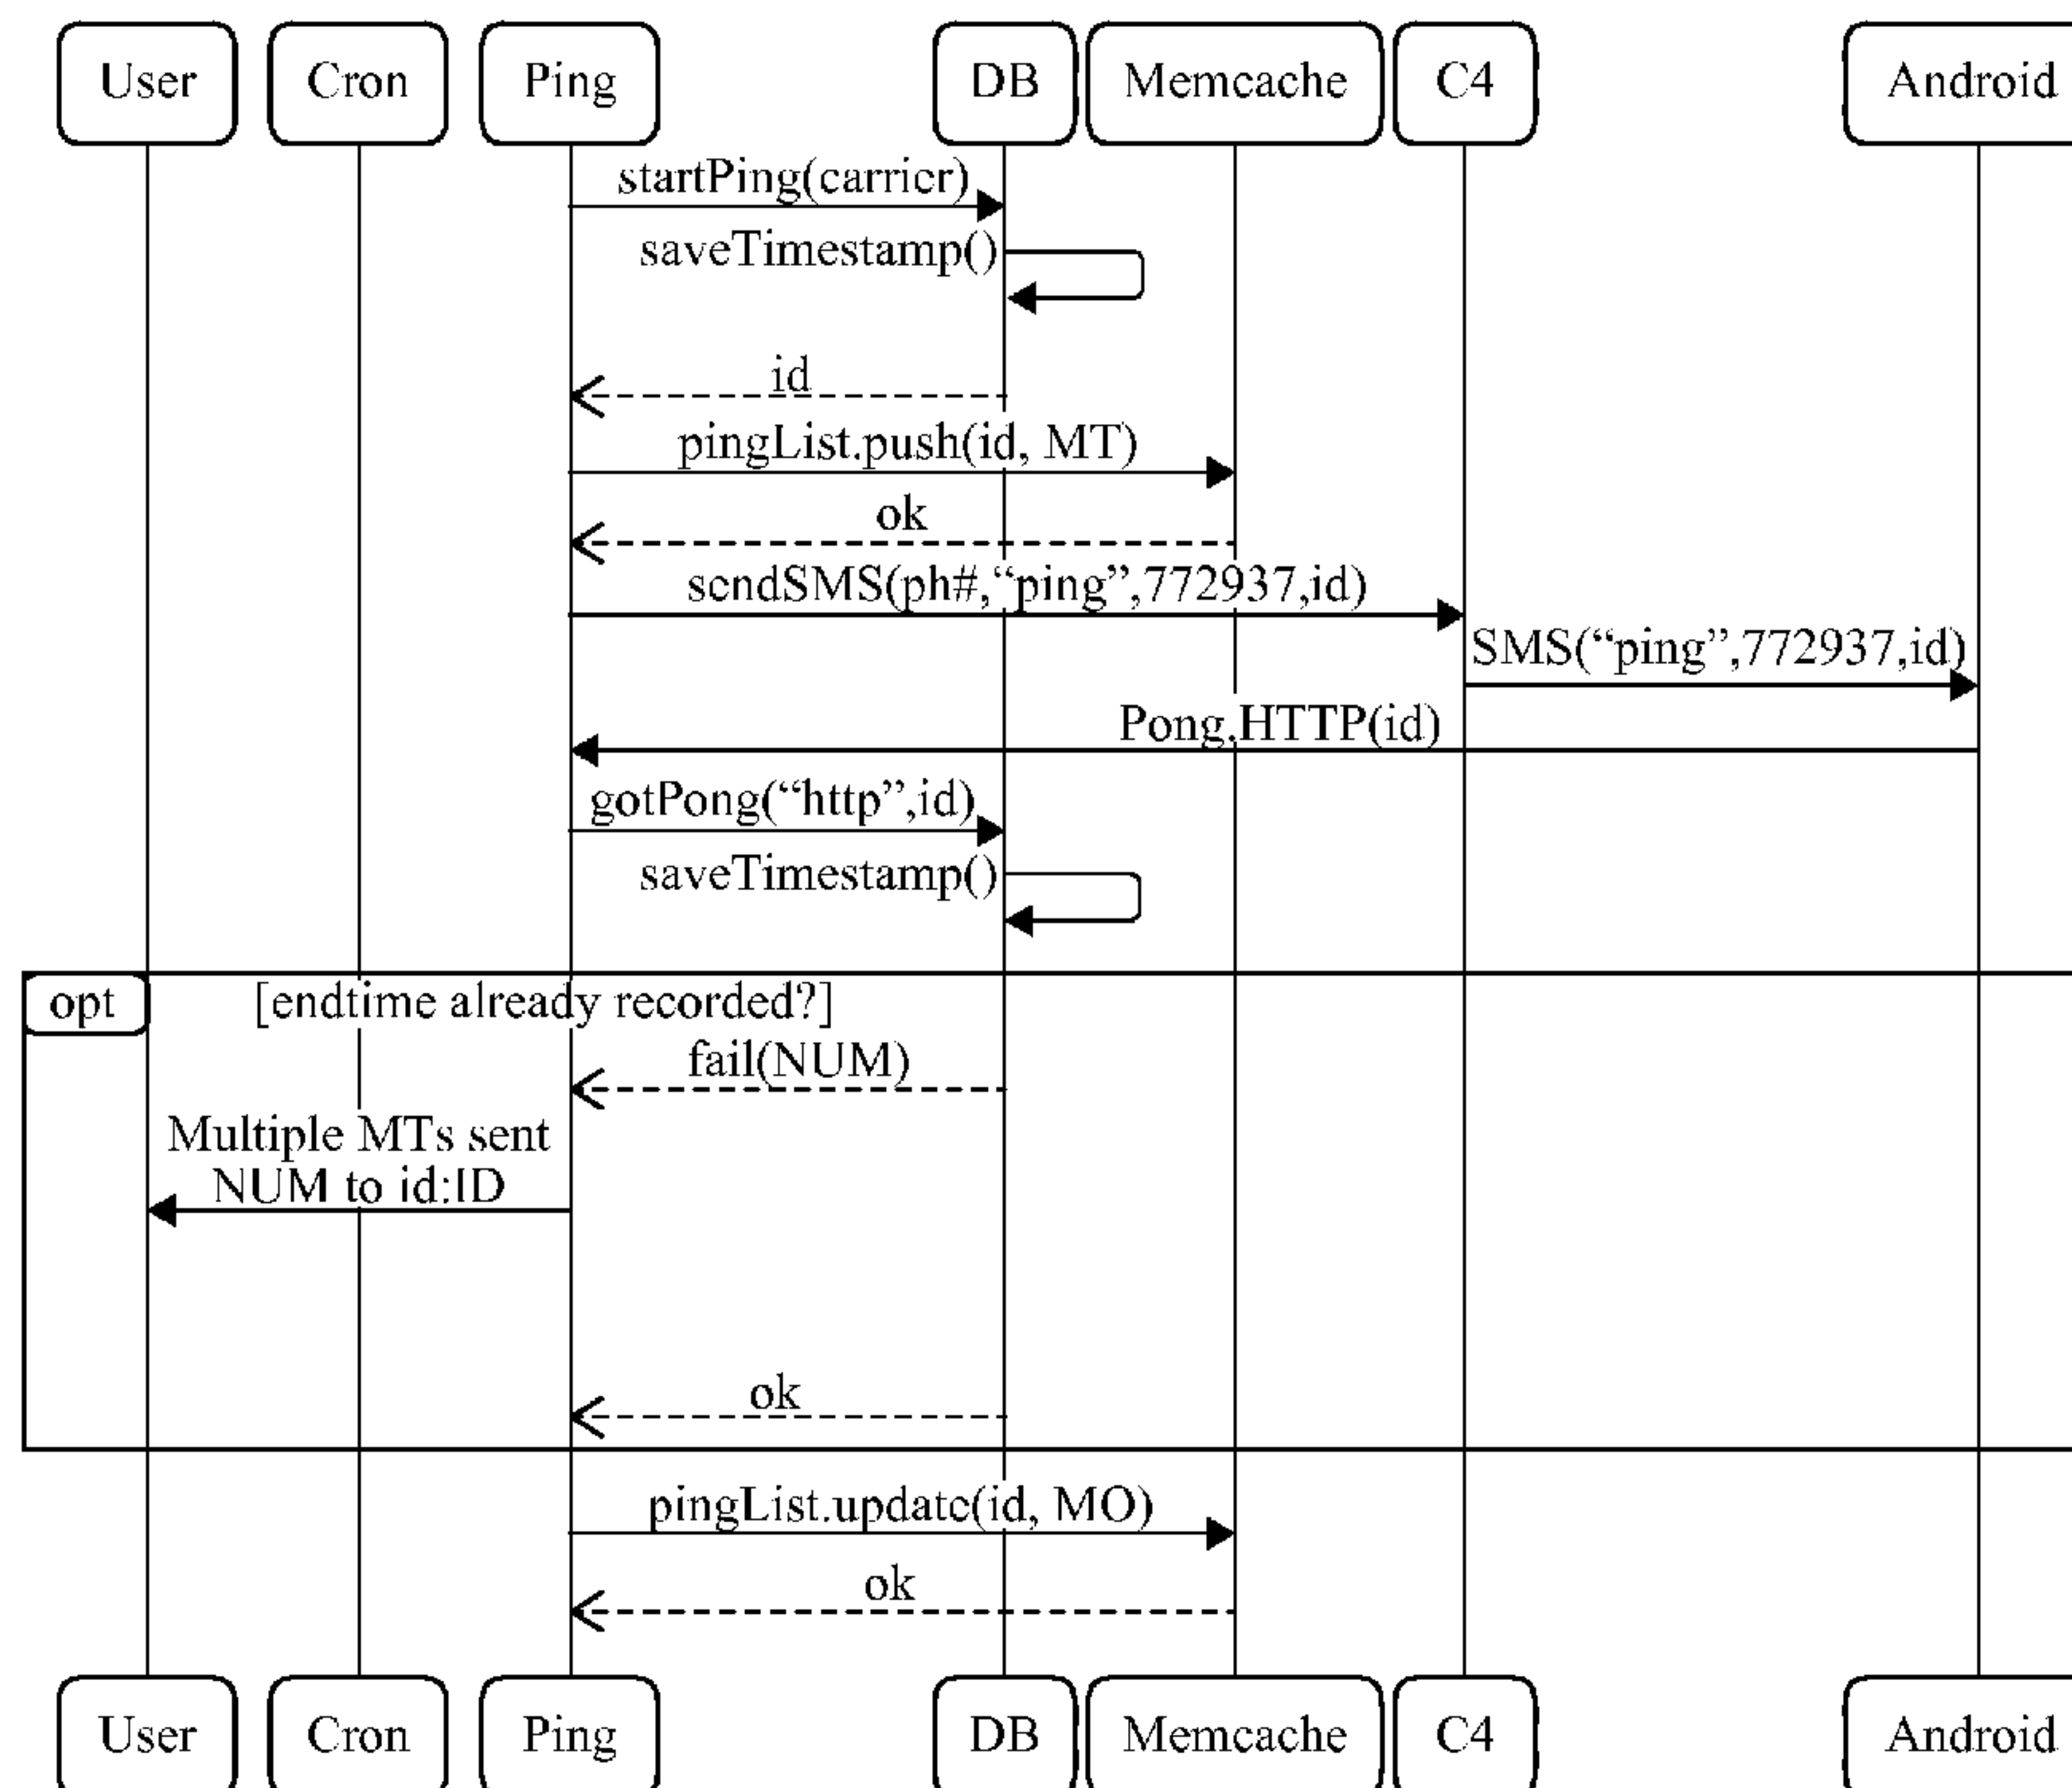 User Cron Ping DB Memcache C4 Android
startPing(carrier)
saveTimestamp()
id
pingList.push(id, MT)
ok
sendSMS(ph#,“ping”,772937,id)
SMS(“ping”,772937,id)
Pong.HTTP(id)
gotPong(“http”,id)
saveTimestamp()
opt [endtime already recorded?]
fail(NUM)
Multiple MTs sent
NUM to id:ID
ok
pingList.update(id, MO)
ok
User Cron Ping DB Memcache C4 Android